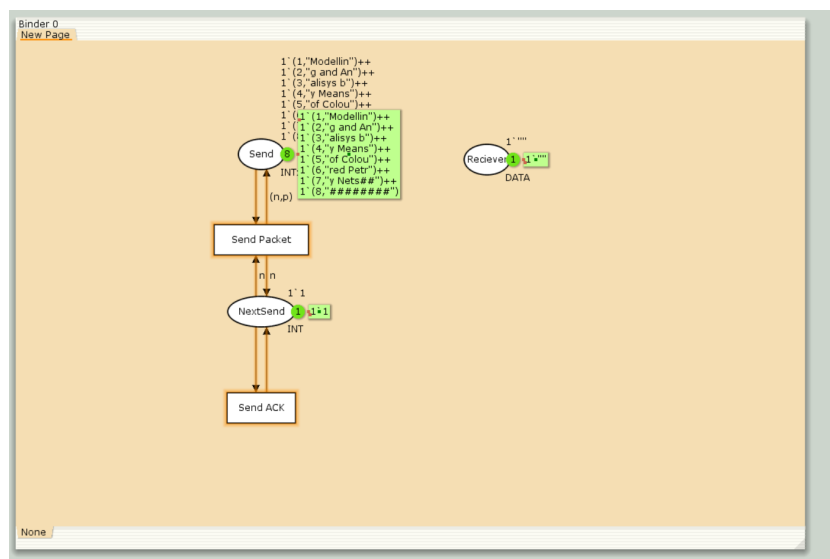 Binder 0
New Page
1`(1,"Modellin")++
1`(2,"g and An")++
1`(3,"alisys b")++
1`(4,"y Means")++
1`(5,"of Colou")++
1`(1,"Modellin")++
1`(2,"g and An")++
1`(3,"alisys b")++
1`(4,"y Means")++
1`(5,"of Colou")++
1`(6,"red Petr")++
1`(7,"y Nets##")++
1`(8,"########")
Send
8
INT
1`""
Reciever
1
1`""
DATA
(n,p)
Send Packet
n
n
1`1
NextSend
1
1`1
INT
Send ACK
None